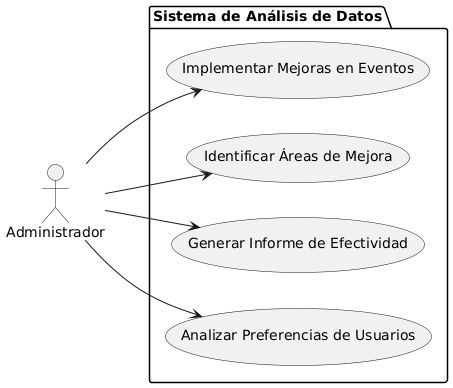 Sistema de Análisis de Datos
Implementar Mejoras en Eventos
Identificar Áreas de Mejora
Administrador
Generar Informe de Efectividad
Analizar Preferencias de Usuarios